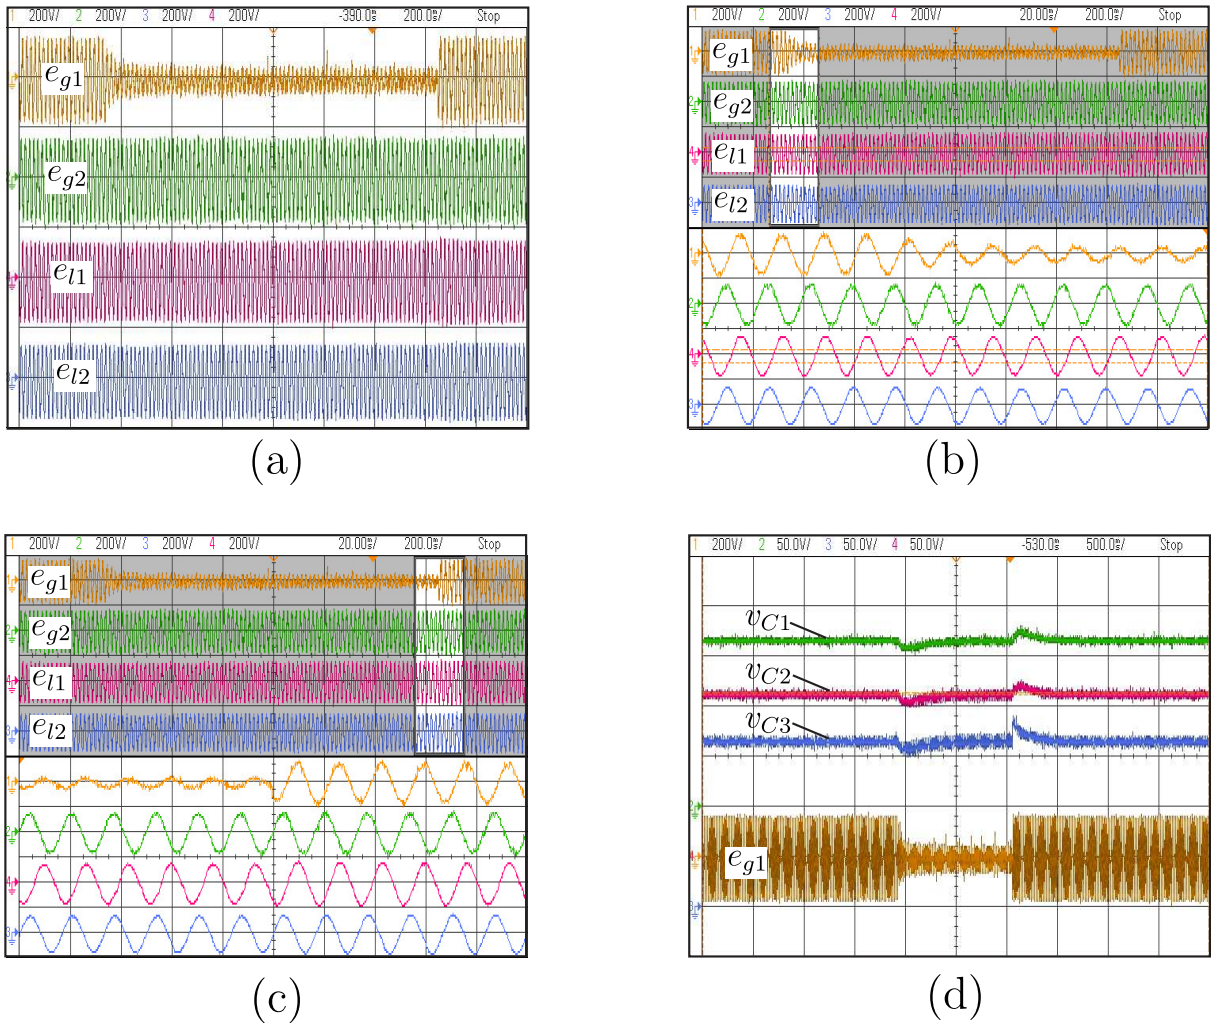 1 200V/ 2 200V/ 3 200V/ 4 200V/ -390.0s 200.0s/ Stop
e_{g1}
e_{g2}
e_{l1}
e_{l2}
(a)
1 200V/ 2 200V/ 3 200V/ 4 200V/ 20.00s/ 200.0s/ Stop
e_{g1}
e_{g2}
e_{l1}
e_{l2}
(b)
1 200V/ 2 200V/ 3 200V/ 4 200V/ 20.00s/ 200.0s/ Stop
e_{g1}
e_{g2}
e_{l1}
e_{l2}
(c)
1 200V/ 2 50.0V/ 3 50.0V/ 4 50.0V/ -530.0s 500.0s/ Stop
v_{C1}
v_{C2}
v_{C3}
e_{g1}
(d)